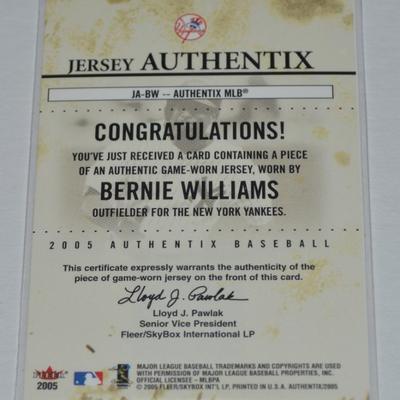 JERSEY AUTHENTIX
JA-BW -- AUTHENTIX MLB®
CONGRATULATIONS!
YOU'VE JUST RECEIVED A CARD CONTAINING A PIECE
OF AN AUTHENTIC GAME-WORN JERSEY, WORN BY
BERNIE WILLIAMS
OUTFIELDER FOR THE NEW YORK YANKEES.
2005 AUTHENTIX BASEBALL
This certificate expressly warrants the authenticity of the
piece of game-worn jersey on the front of this card.
Lloyd J. Pawlak
Lloyd J. Pawlak
Senior Vice President
Fleer/SkyBox International LP
FLEER
2005
MAJOR LEAGUE BASEBALL TRADEMARKS AND COPYRIGHTS ARE USED
WITH PERMISSION OF MAJOR LEAGUE BASEBALL PROPERTIES, INC.
OFFICIAL LICENSEE – MLBPA
© 2005 FLEER/SKYBOX INT'L LP, PRINTED IN U.S.A. AUTHENTIX/2005